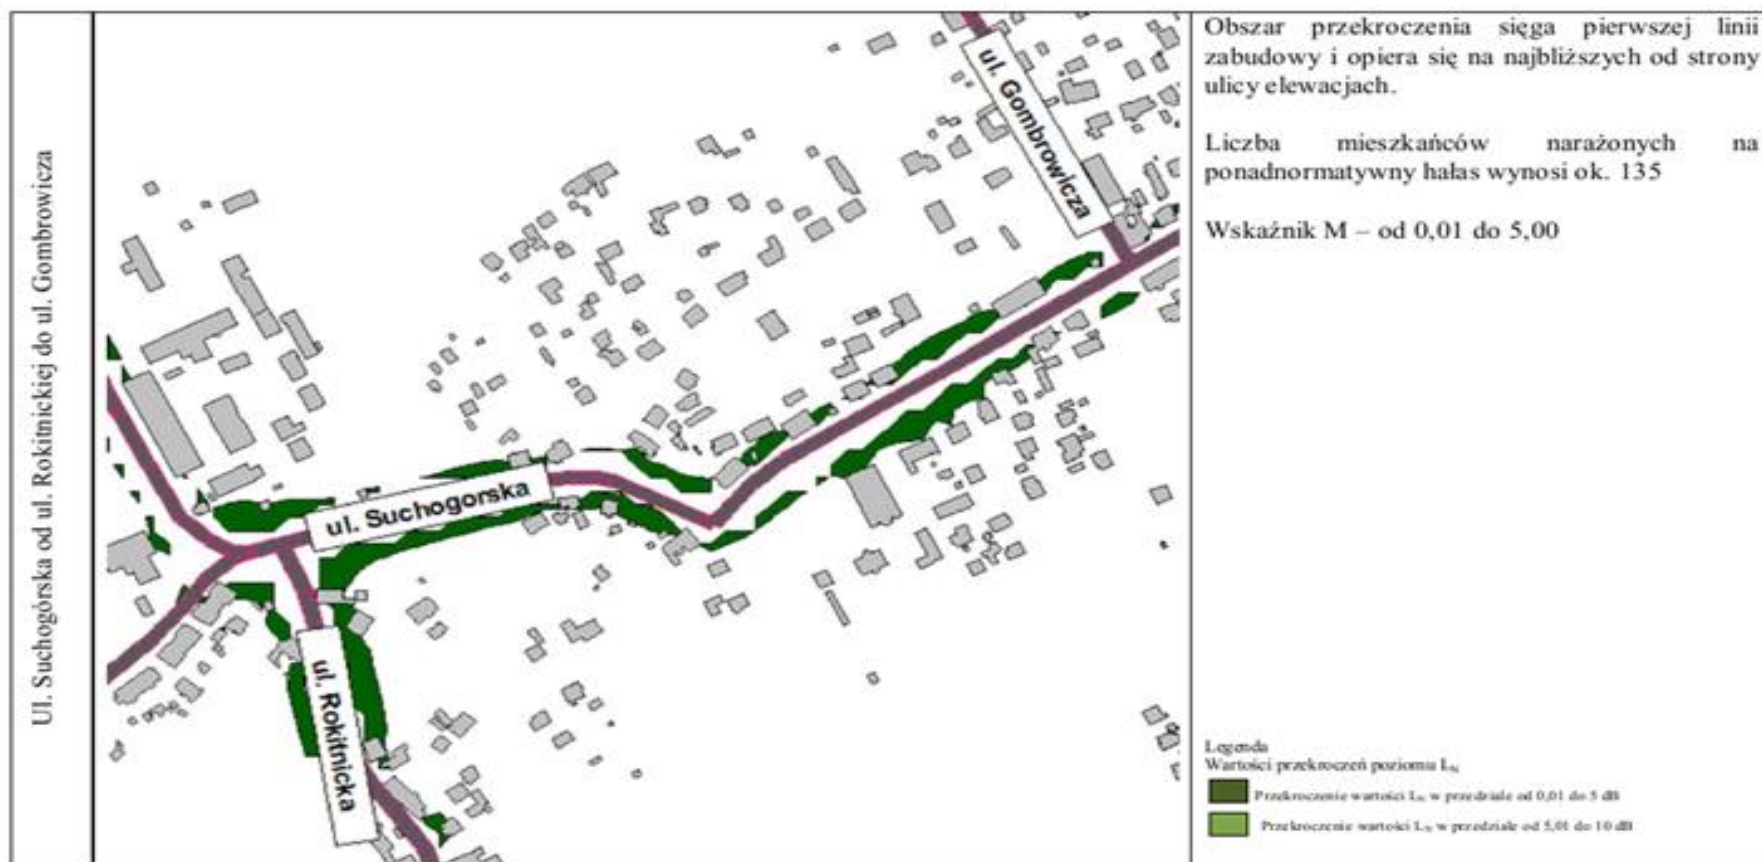 Ul. Suchogórska od ul. Rokitnickiej do ul. Gombrowicza
ul. Gombrowicza
ul. Suchogorska
ul. Rokitnicka
Obszar przekroczenia sięga pierwszej linii
zabudowy i opiera się na najbliższych od strony
ulicy elewacjach.
Liczba mieszkańców narażonych na
ponadnormatywny hałas wynosi ok. 135
Wskaźnik M – od 0,01 do 5,00
Legenda
Wartości przekroczeń poziomu LN
Przekroczenie wartości LN w przedziale od 0,01 do 5 dB
Przekroczenie wartości LN w przedziale od 5,01 do 10 dB